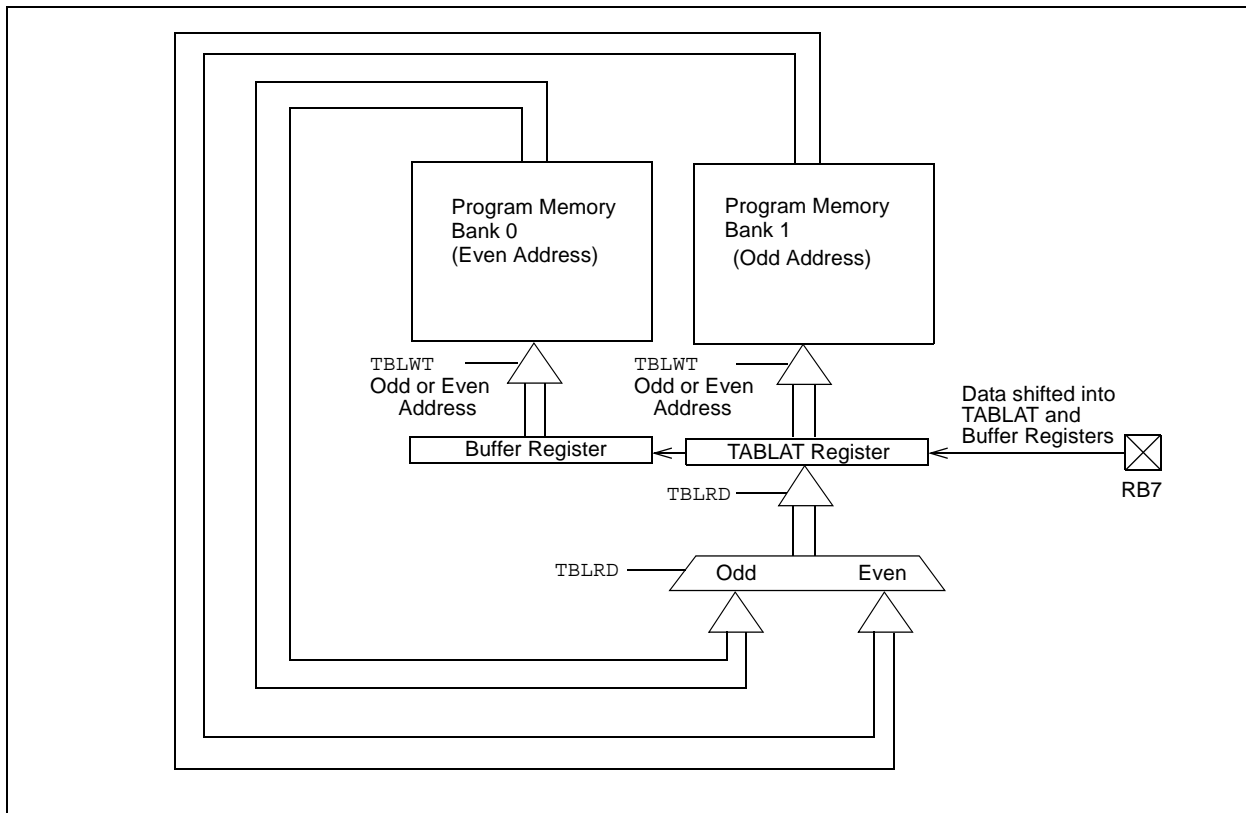 Program Memory
Bank 0
(Even Address)
Program Memory
Bank 1
(Odd Address)
TBLWT
Odd or Even
Address
TBLWT
Odd or Even
Address
Data shifted into
TABLAT and
Buffer Registers
Buffer Register
TABLAT Register
RB7
TBLRD
TBLRD
Odd
Even